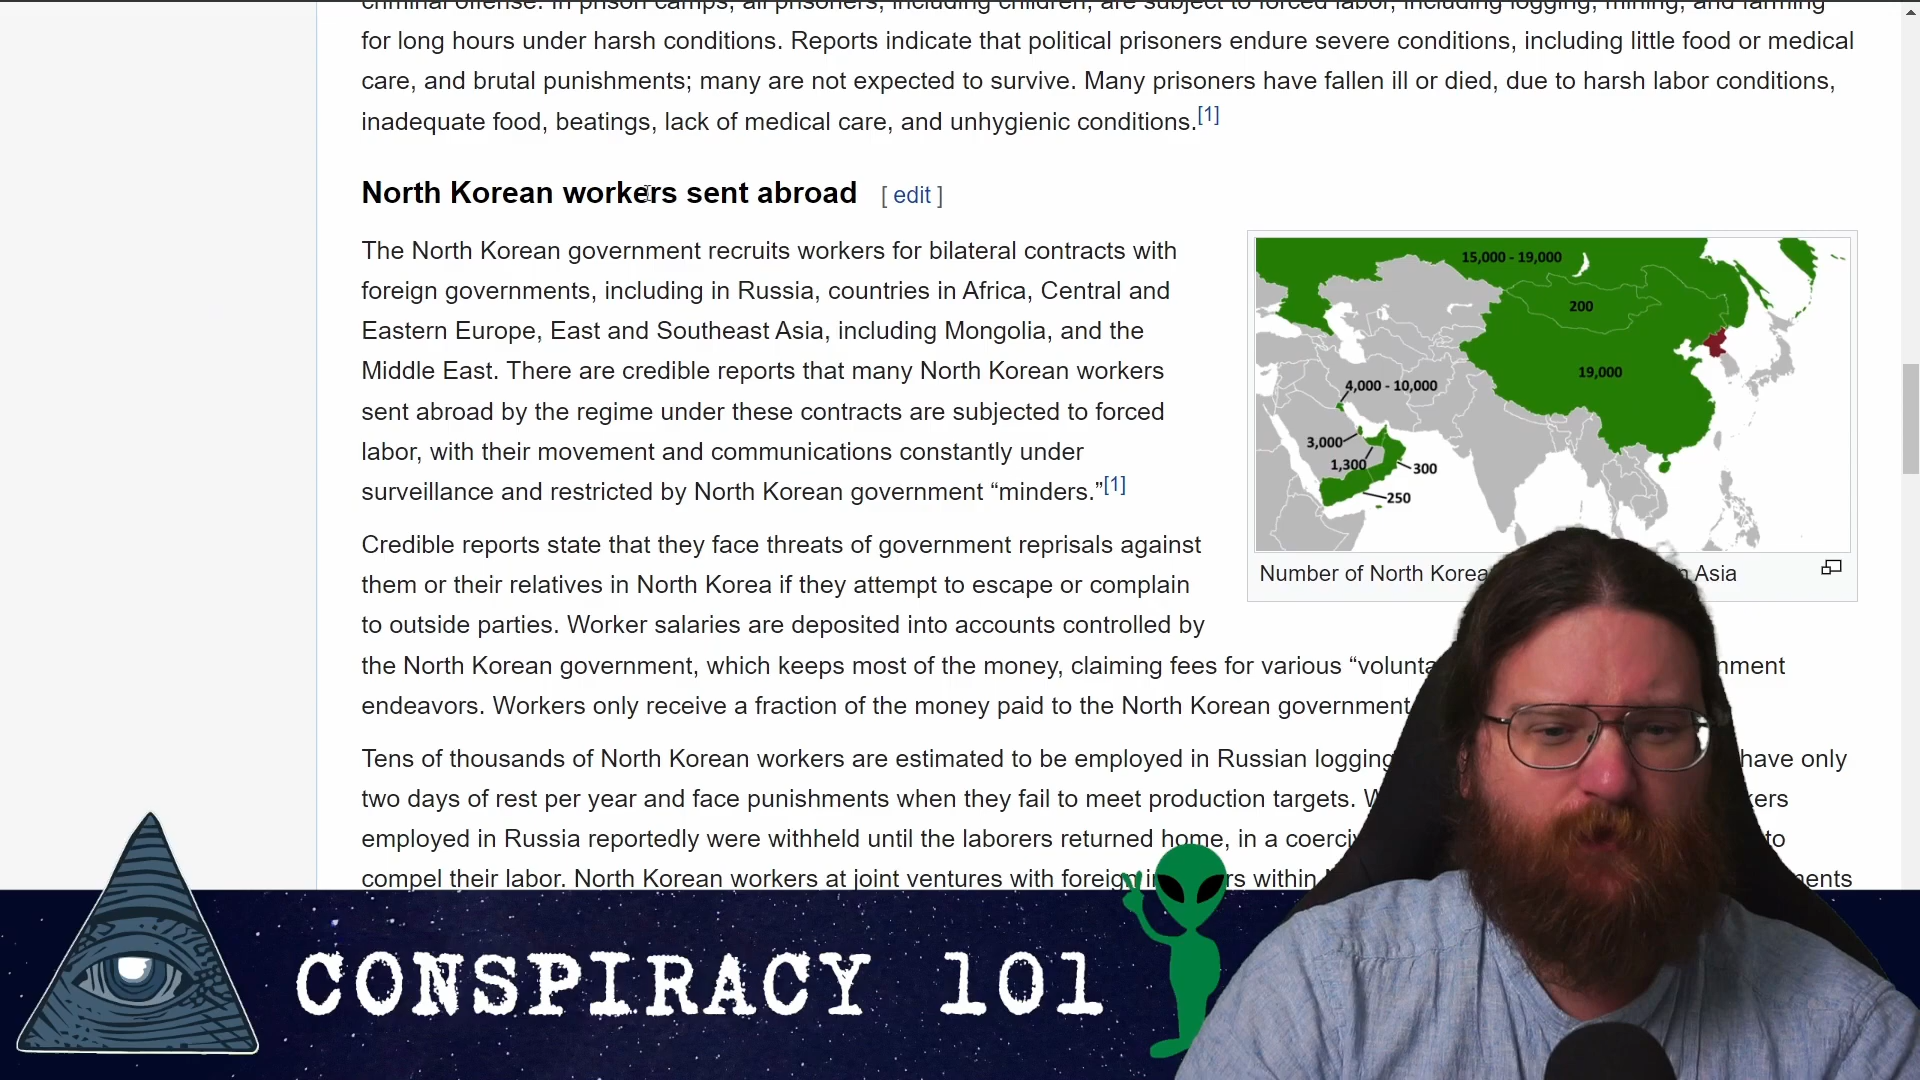 for long hours under harsh conditions. Reports indicate that political prisoners endure severe conditions, including little food or medical
care, and brutal punishments; many are not expected to survive. Many prisoners have fallen ill or died, due to harsh labor conditions,
inadequate food, beatings, lack of medical care, and unhygienic conditions.[1]
North Korean workers sent abroad [ edit ]
The North Korean government recruits workers for bilateral contracts with
foreign governments, including in Russia, countries in Africa, Central and
Eastern Europe, East and Southeast Asia, including Mongolia, and the
Middle East. There are credible reports that many North Korean workers
sent abroad by the regime under these contracts are subjected to forced
labor, with their movement and communications constantly under
surveillance and restricted by North Korean government “minders.”[1]
15,000 - 19,000
200
19,000
4,000 - 10,000
3,000
1,300
300
250
Number of North Asia
Credible reports state that they face threats of government reprisals against
them or their relatives in North Korea if they attempt to escape or complain
to outside parties. Worker salaries are deposited into accounts controlled by
the North Korean government, which keeps most of the money, claiming fees for various
endeavors. Workers only receive a fraction of the money paid to the North Korean government
Tens of thousands of North Korean workers are estimated to be employed in Russian logging have only
two days of rest per year and face punishments when they fail to meet production targets.
employed in Russia reportedly were withheld until the laborers returned home, in a to
compel their labor. North Korean workers at joint ventures with foreign within
CONSPIRACY 101